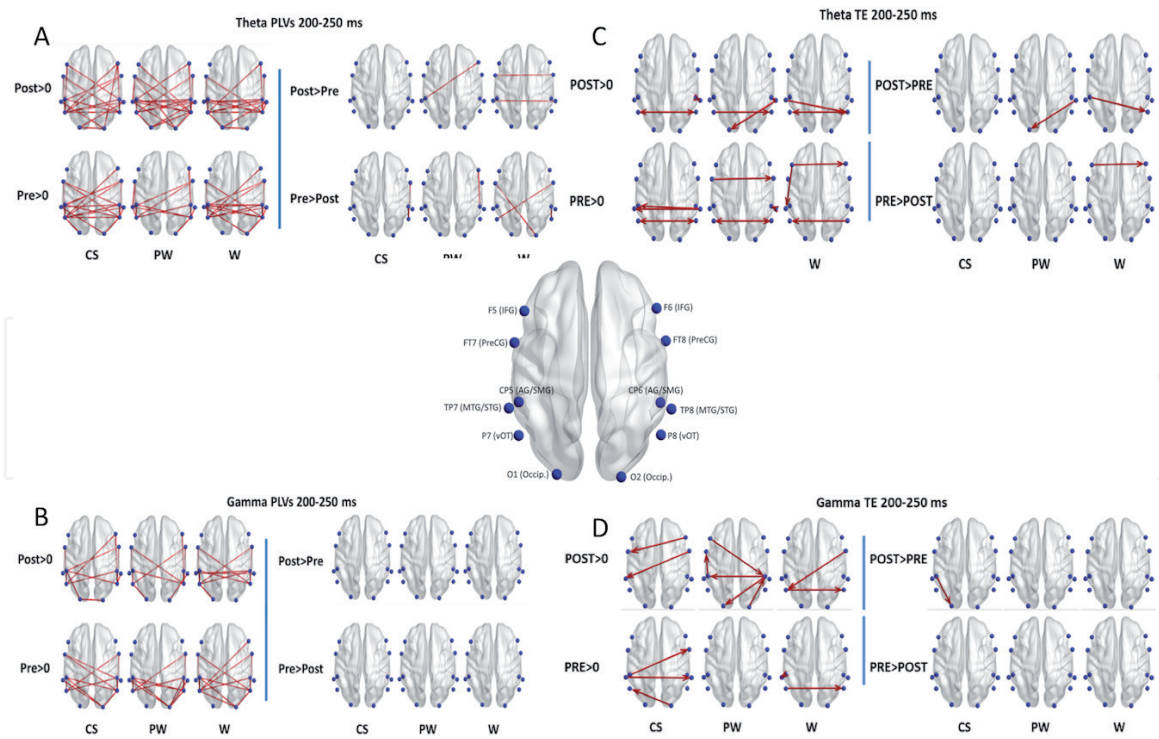 A
Theta PLVs 200-250 ms
Post>0
Post>Pre
Pre>0
Pre>Post
CS PW W
CS
C
Theta TE 200-250 ms
POST>0
POST>PRE
PRE>0
PRE>POST
W
CS PW W
F5 (IFG)
F6 (IFG)
FT7 (PreCG)
FT8 (PreCG)
CP5 (AG/SMG)
CP6 (AG/SMG)
TP7 (MTG/STG)
TP8 (MTG/STG)
P7 (vOT)
P8 (vOT)
O1 (Occip.)
O2 (Occip.)
B
Gamma PLVs 200-250 ms
Post>0
Post>Pre
Pre>0
Pre>Post
CS PW W
CS PW W
D
Gamma TE 200-250 ms
POST>0
POST>PRE
PRE>0
PRE>POST
CS PW W
CS PW W